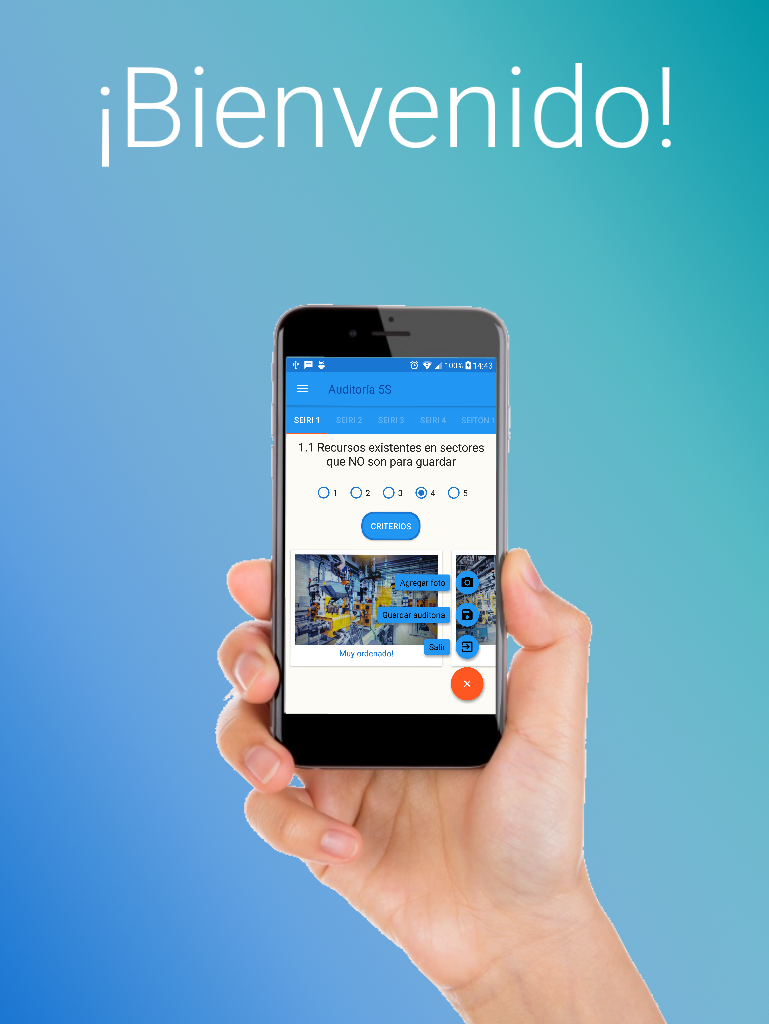 ¡Bienvenido!
100% 14:43
Auditoría 5S
SEIRI 1 SEIRI 2 SEIRI 3 SEIRI 4 SEITON 1
1.1 Recursos existentes en sectores
que NO son para guardar
1 2 3 4 5
CRITERIOS
Agregar foto
Guardar auditoria
Salir
Muy ordenado!